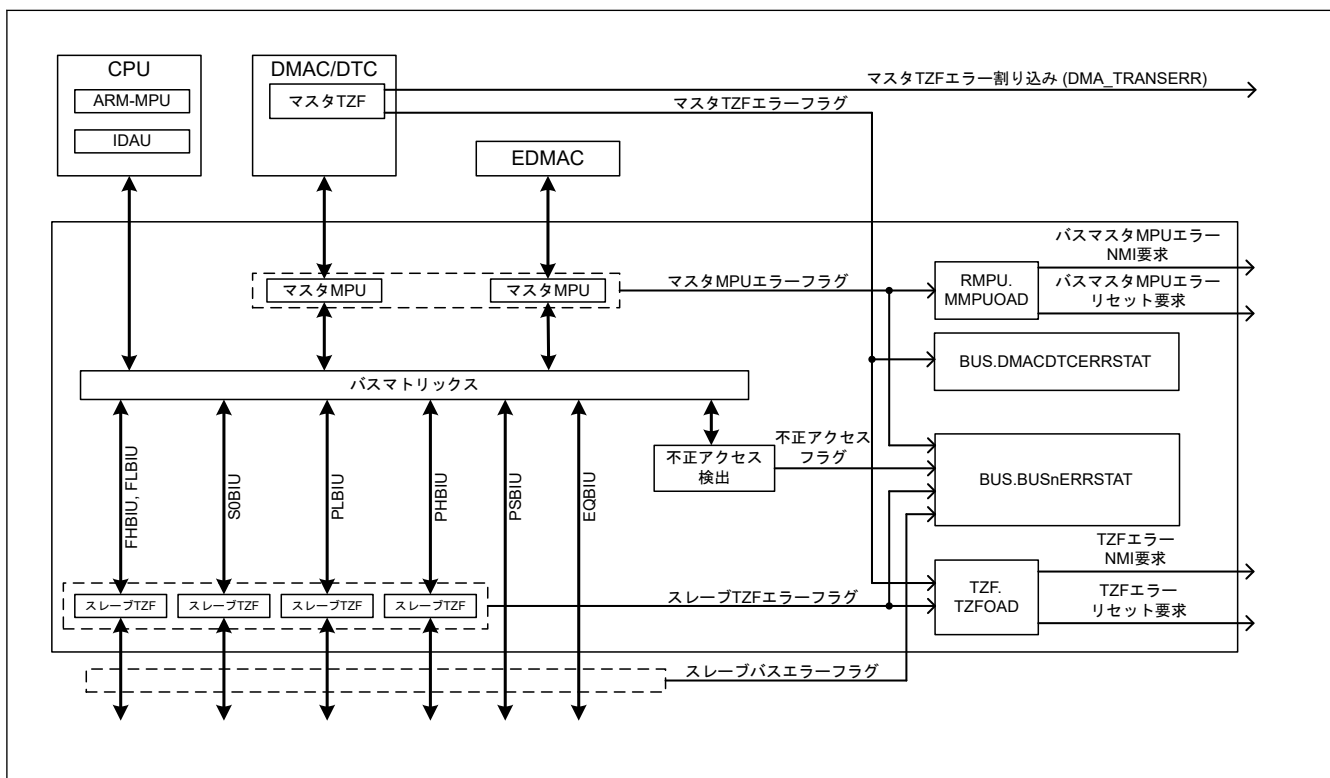 CPU
ARM-MPU
IDAU
DMAC/DTC
マスタTZF
EDMAC
マスタTZFエラー割り込み (DMA_TRANSERR)
マスタTZFエラーフラグ
マスタMPU
マスタMPU
マスタMPUエラーフラグ
RMPU.
MMPUOAD
バスマスタMPUエラー
NMI要求
バスマスタMPUエラー
リセット要求
BUS.DMACDTCERRSTAT
バスマトリックス
不正アクセス
検出
不正アクセス
フラグ
BUS.BUSnERRSTAT
FHBIU, FLBIU
S0BIU
PLBIU
PHBIU
PSBIU
EQBIU
スレーブTZF
スレーブTZF
スレーブTZF
スレーブTZF
スレーブTZFエラーフラグ
TZF.
TZFOAD
TZFエラー
NMI要求
TZFエラー
リセット要求
スレーブバスエラーフラグ